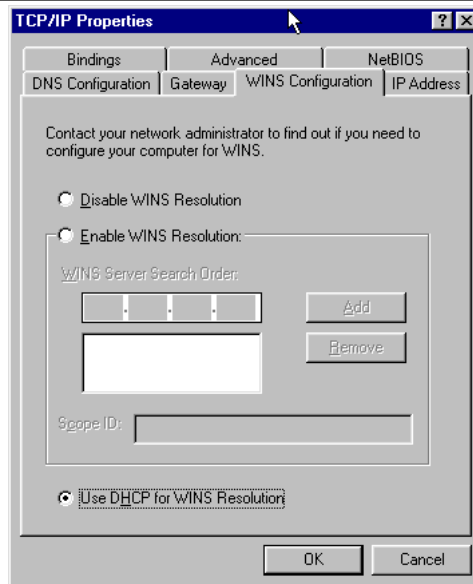 TCP/IP Properties
Bindings Advanced NetBIOS
DNS Configuration Gateway WINS Configuration IP Address
Contact your network administrator to find out if you need to
configure your computer for WINS.
Disable WINS Resolution
Enable WINS Resolution:
WINS Server Search Order:
Add
Remove
Scope ID:
Use DHCP for WINS Resolution
OK Cancel